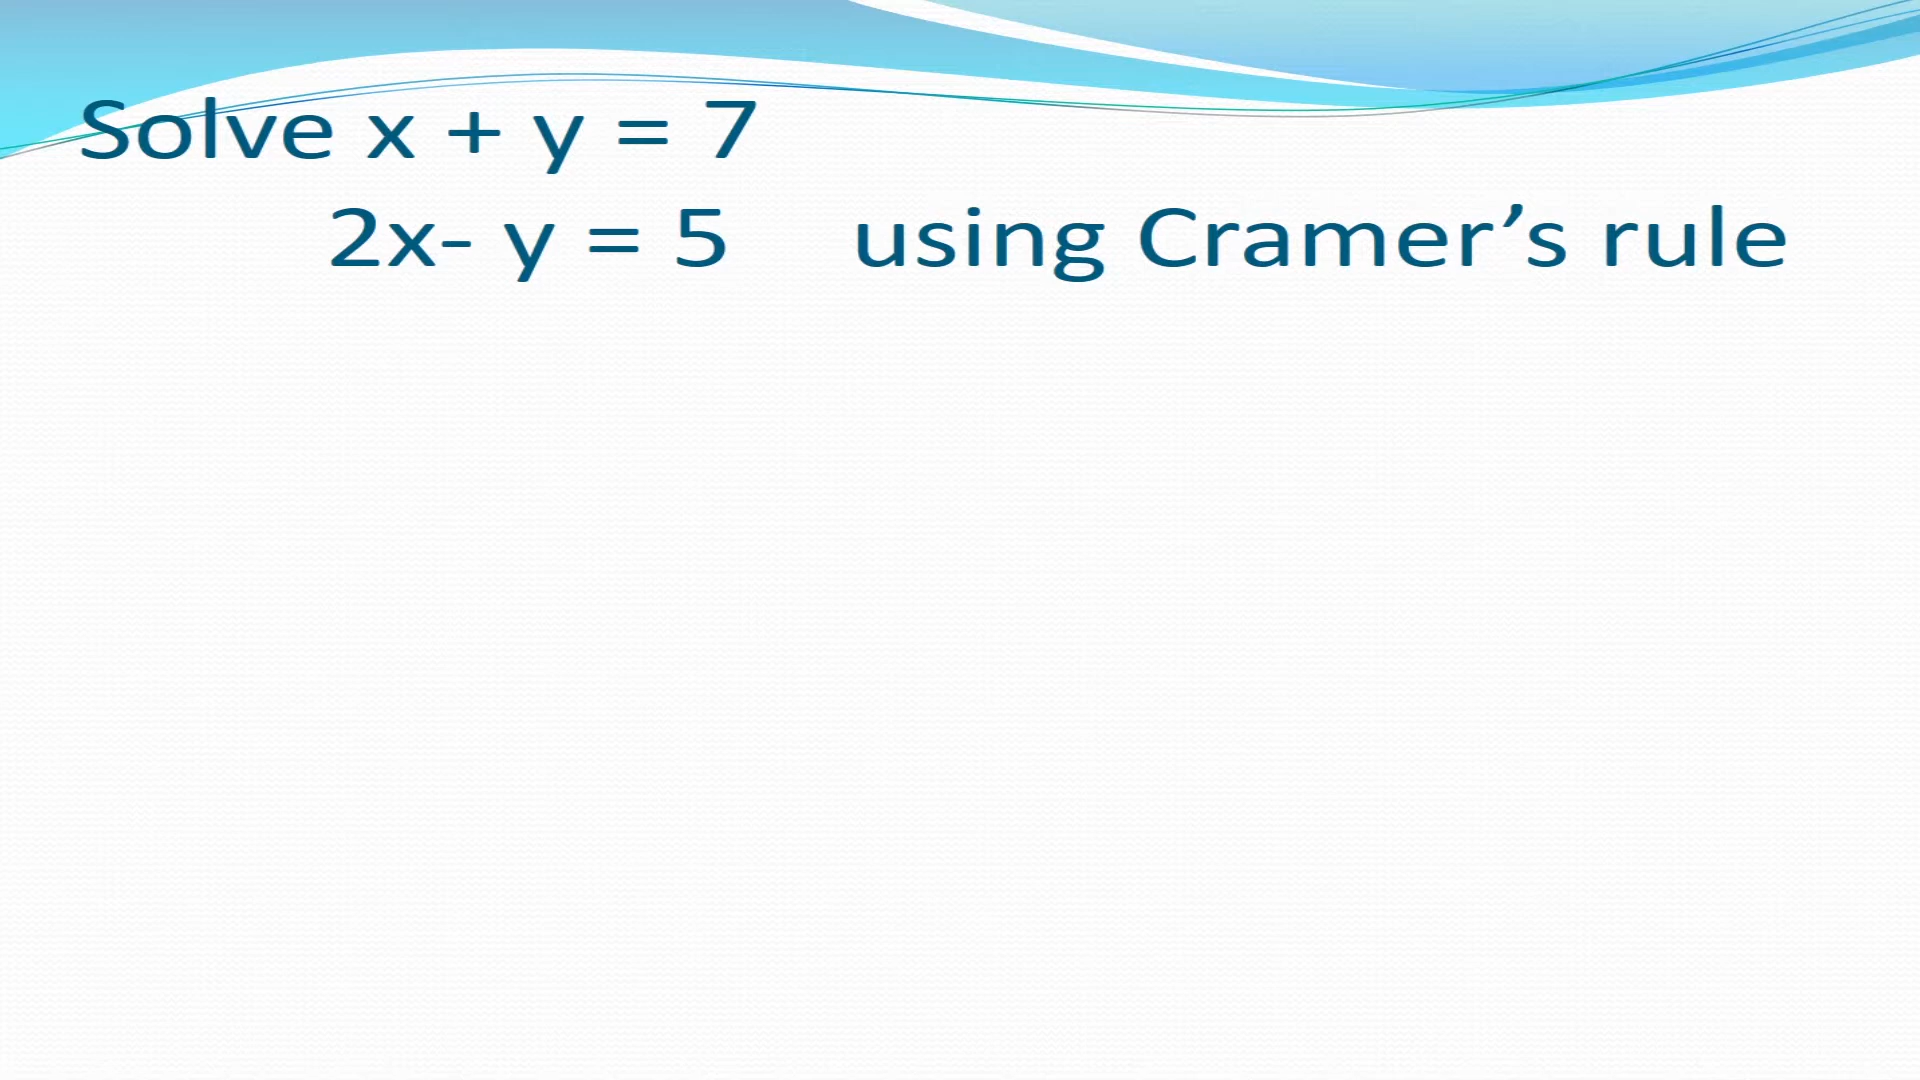 Solve x + y = 7
2x- y = 5 using Cramer’s rule